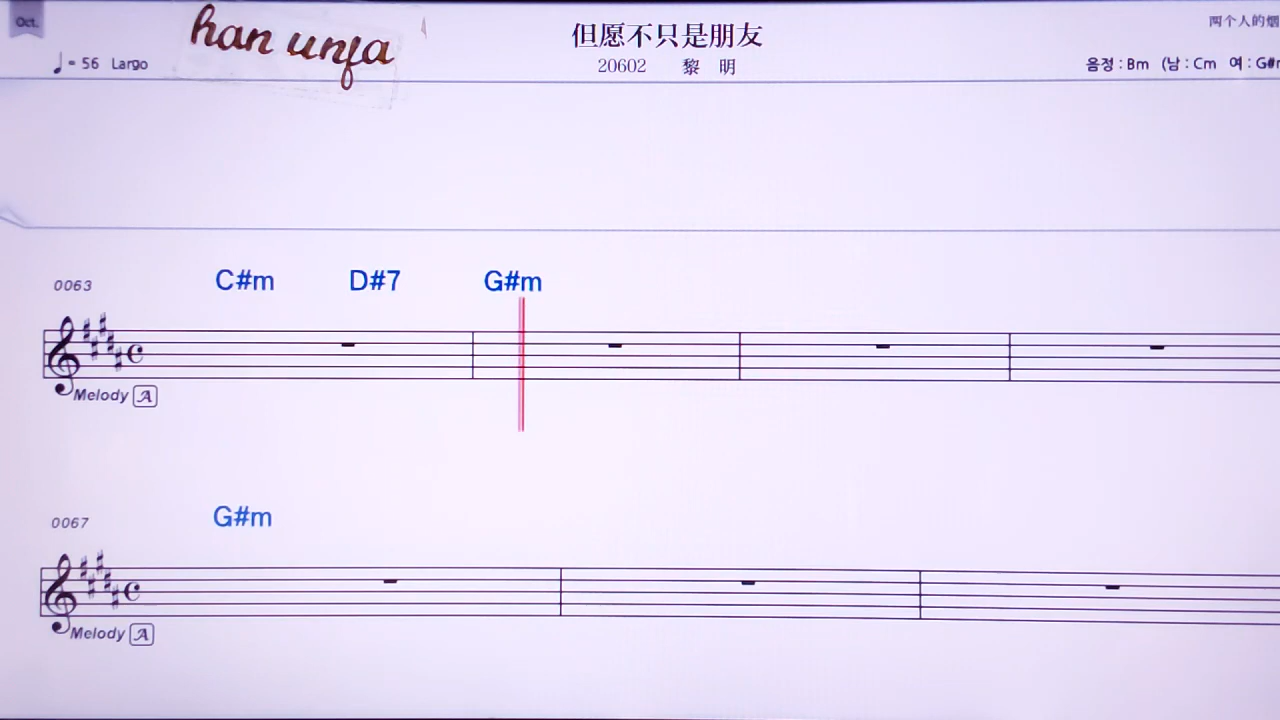 Oct.
han unfa
但愿不只是朋友
两个人的烟
♩= 56 Largo
20602 黎 明
음정 : Bm (남 : Cm 여 : G#m
0063
C#m D#7 G#m
Melody A
0067
G#m
Melody A